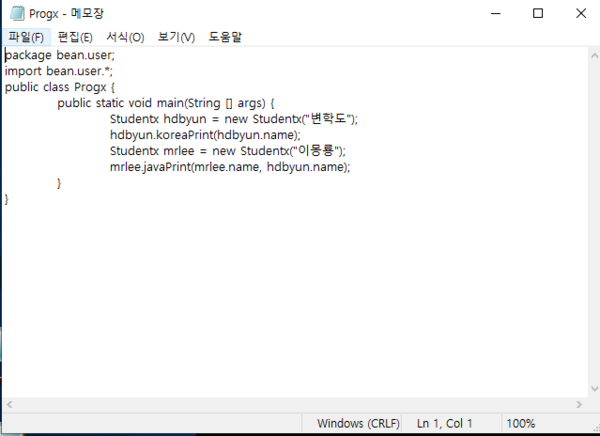 Progx - 메모장
파일(F) 편집(E) 서식(O) 보기(V) 도움말
package bean.user;
import bean.user.*;
public class Progx {
public static void main(String [] args) {
Studentx hdbyun = new Studentx("변학도");
hdbyun.koreaPrint(hdbyun.name);
Studentx mrlee = new Studentx("이몽룡");
mrlee.javaPrint(mrlee.name, hdbyun.name);
}
}
Windows (CRLF) Ln 1, Col 1 100%